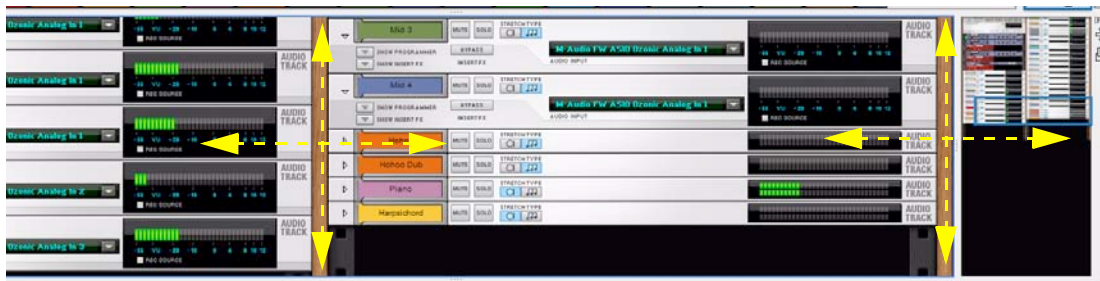 Ozonic Analog In 1
-55 VU -28 -19
REC SOURCE
AUDIO TRACK
Ozonic Analog In 1
REC SOURCE
AUDIO TRACK
Ozonic Analog In 1
REC SOURCE
AUDIO TRACK
Ozonic Analog In 2
REC SOURCE
AUDIO TRACK
Ozonic Analog In 3
REC SOURCE
Mid 3
MUTE SOLO
STRETCH TYPE
AUDIO TRACK
SHOW PROGRAMMER
BYPASS
M-Audio FW ASIO Ozonic Analog In 1
SHOW INSERT FX
INSERT FX
AUDIO INPUT
REC SOURCE
Mid 4
MUTE SOLO
STRETCH TYPE
AUDIO TRACK
SHOW PROGRAMMER
BYPASS
M-Audio FW ASIO Ozonic Analog In 1
SHOW INSERT FX
INSERT FX
AUDIO INPUT
REC SOURCE
MUTE SOLO
STRETCH TYPE
AUDIO TRACK
Hohoo Dub
MUTE SOLO
STRETCH TYPE
AUDIO TRACK
Piano
MUTE SOLO
STRETCH TYPE
AUDIO TRACK
Harpsichord
MUTE SOLO
STRETCH TYPE
AUDIO TRACK